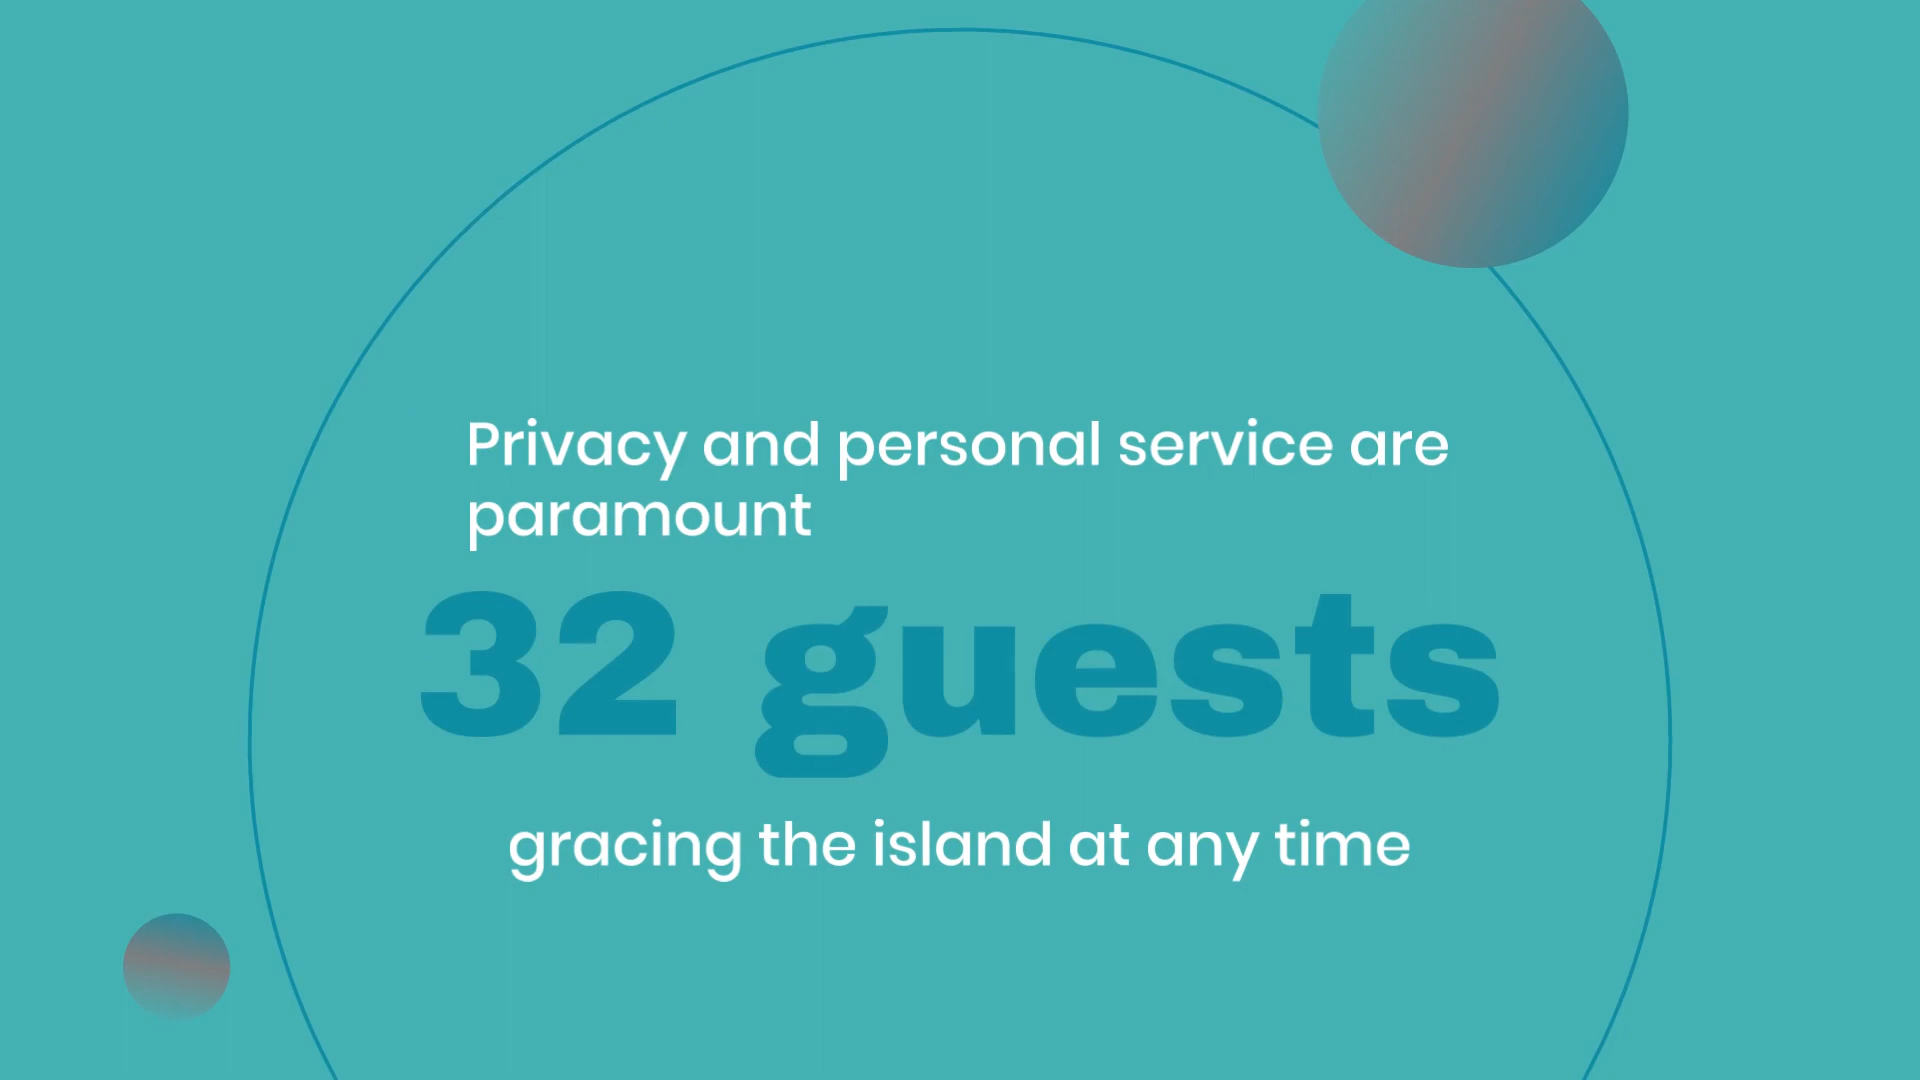 Privacy and personal service are
paramount
32 guests
gracing the island at any time